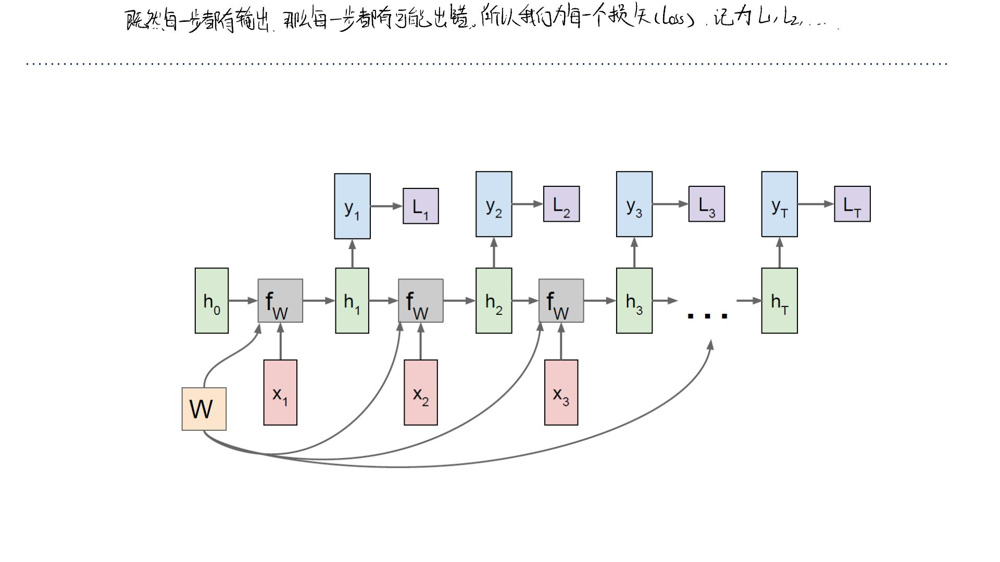 既然每一步都有输出、那么每一步都有可能出错。所以我们为每一个损失(Loss)、记为 L1, L2, ....
y1 L1 y2 L2 y3 L3 yT LT
h0 fW h1 fW h2 fW h3 ... hT
W x1 x2 x3